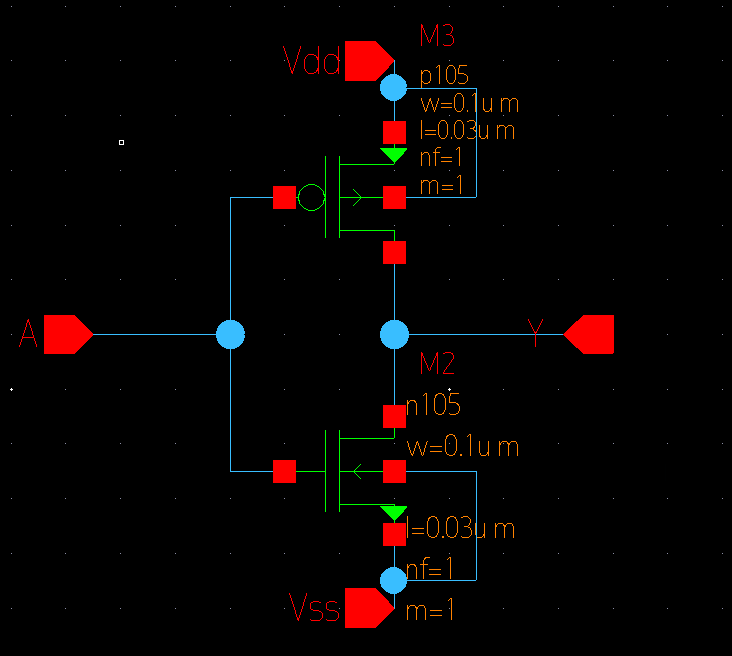 M3
Vdd
p105
w=0.1u m
l=0.03u m
nf=1
m=1
A
Y
M2
n105
w=0.1u m
l=0.03u m
nf=1
Vss
m=1